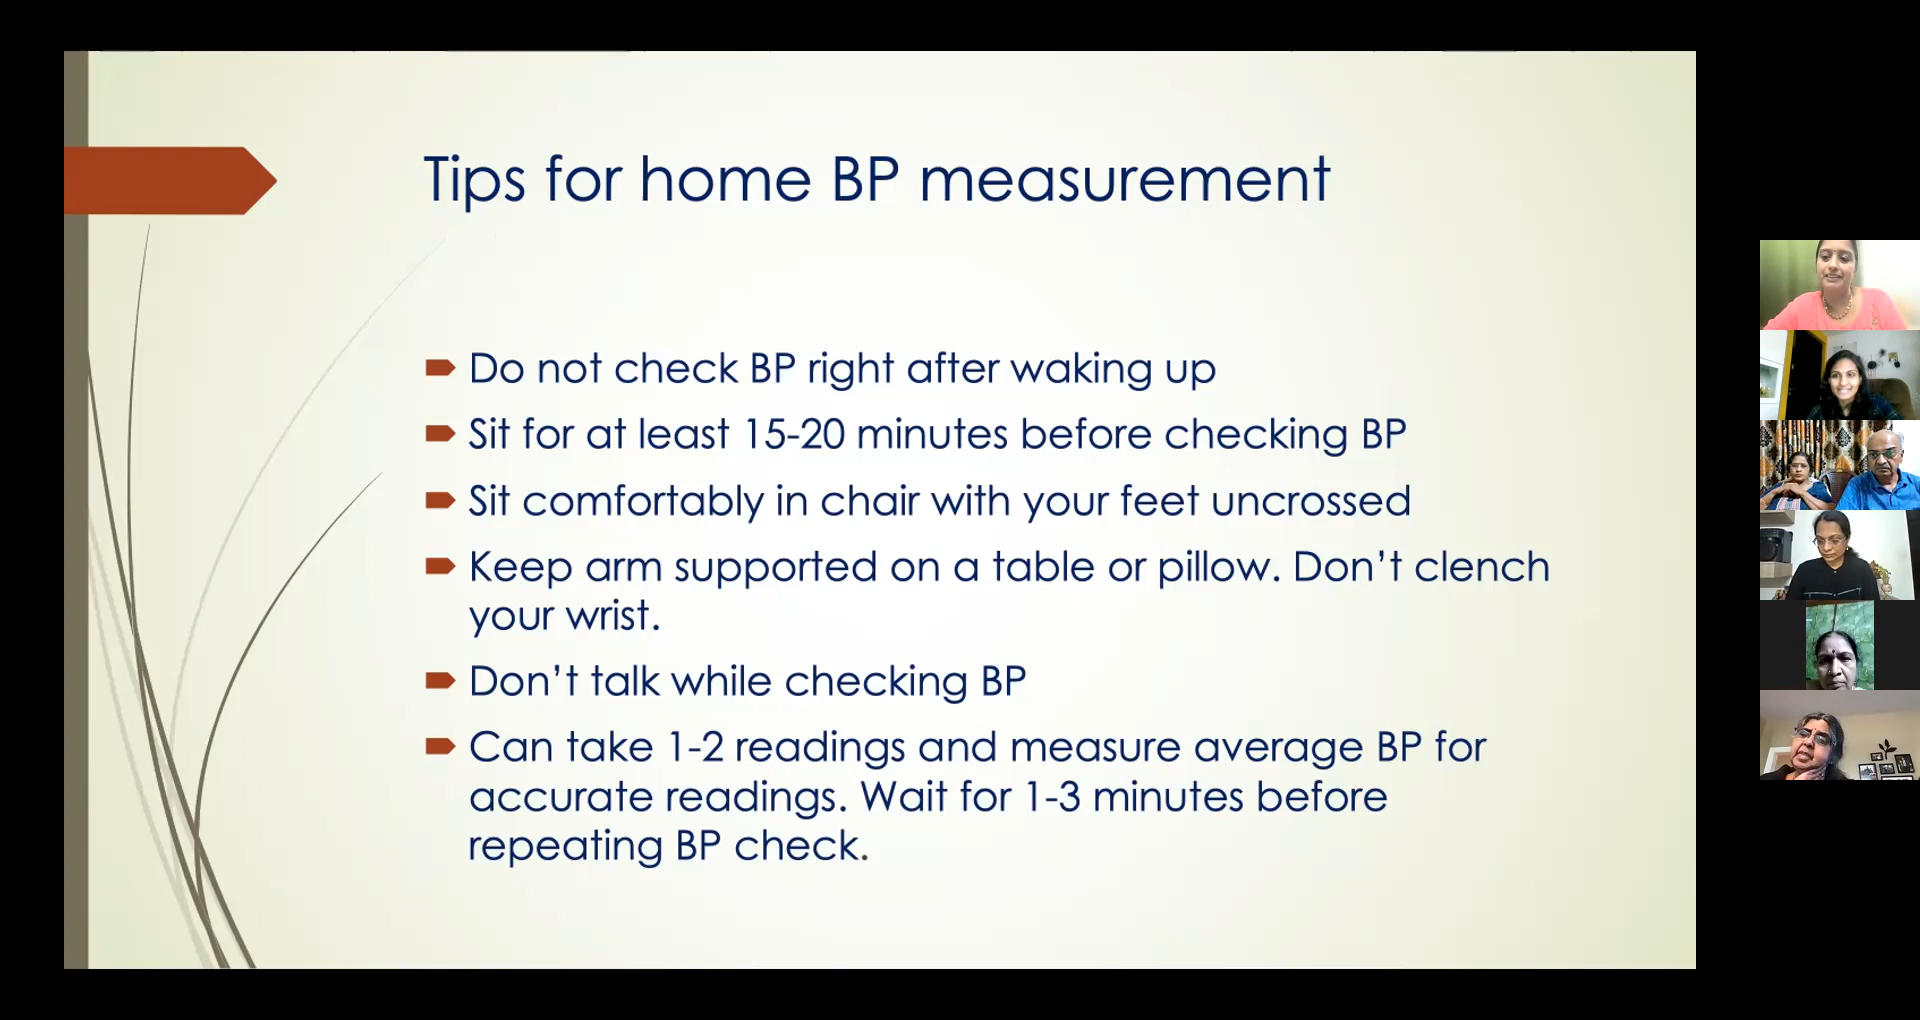 Tips for home BP measurement
Do not check BP right after waking up
Sit for at least 15-20 minutes before checking BP
Sit comfortably in chair with your feet uncrossed
Keep arm supported on a table or pillow. Don’t clench
your wrist.
Don’t talk while checking BP
Can take 1-2 readings and measure average BP for
accurate readings. Wait for 1-3 minutes before
repeating BP check.